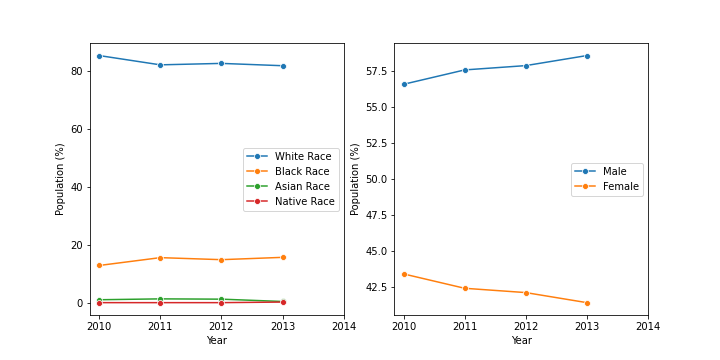 80
60
40
20
0
Population (%)
2010 2011 2012 2013 2014
Year
White Race
Black Race
Asian Race
Native Race
57.5
55.0
52.5
50.0
47.5
45.0
42.5
Population (%)
2010 2011 2012 2013 2014
Year
Male
Female